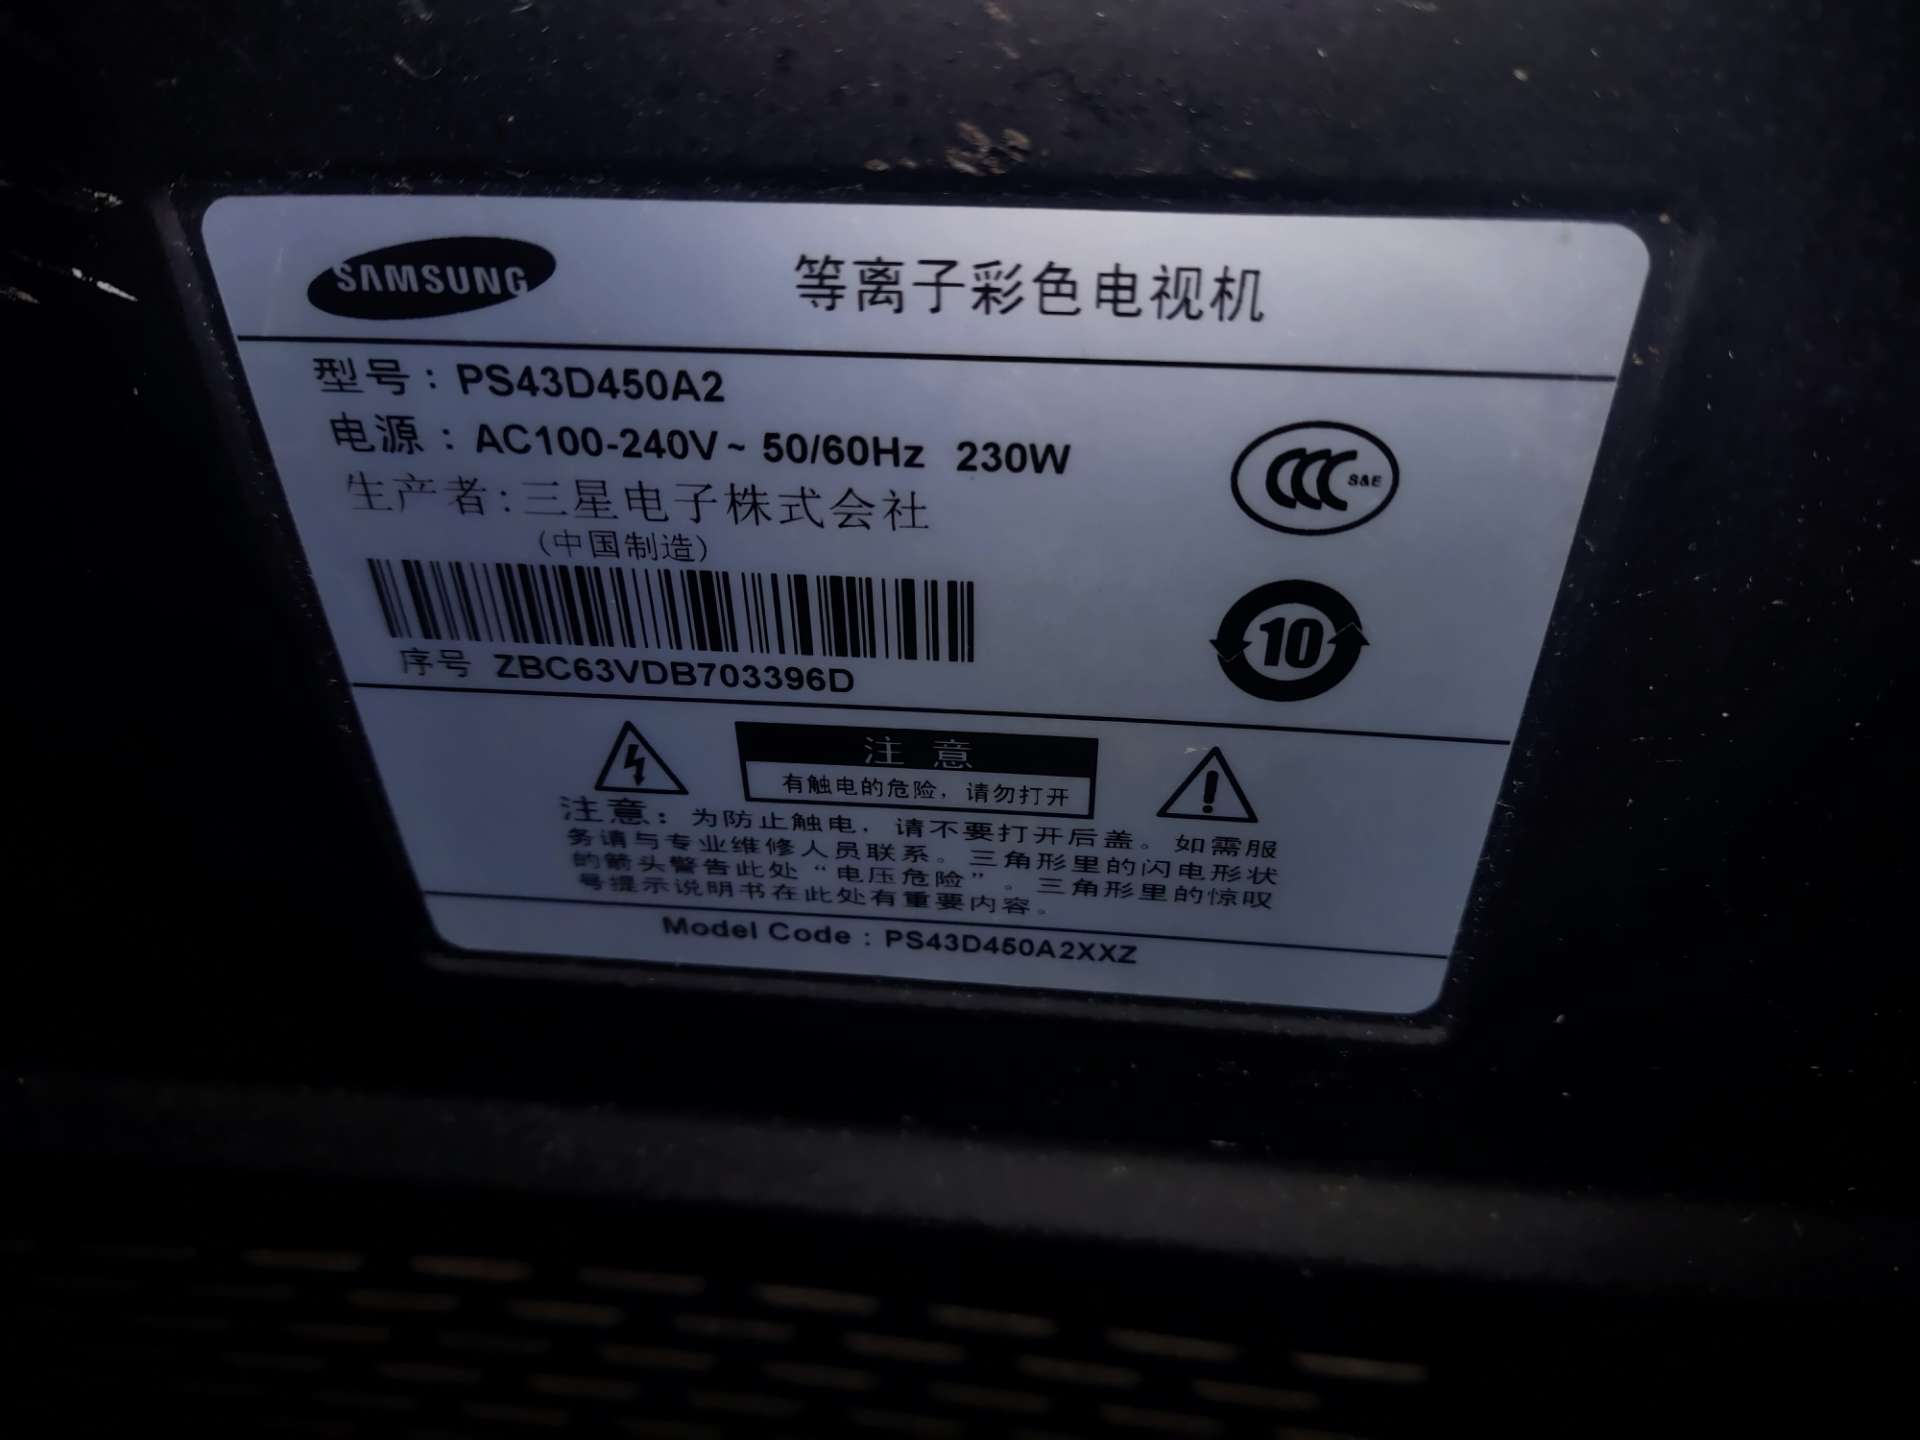 SAMSUNG
等离子彩色电视机
型号：PS43D450A2
电源：AC100-240V~ 50/60Hz 230W
生产者：三星电子株式会社
（中国制造）
CCC S&E
序号 ZBC63VDB703396D
10
注 意
有触电的危险，请勿打开
注意：为防止触电，请不要打开后盖。如需服
务请与专业维修人员联系。三角形里的闪电形状
的箭头警告此处“电压危险”。三角形里的惊叹
号提示说明书在此处有重要内容。
Model Code : PS43D450A2XXZ